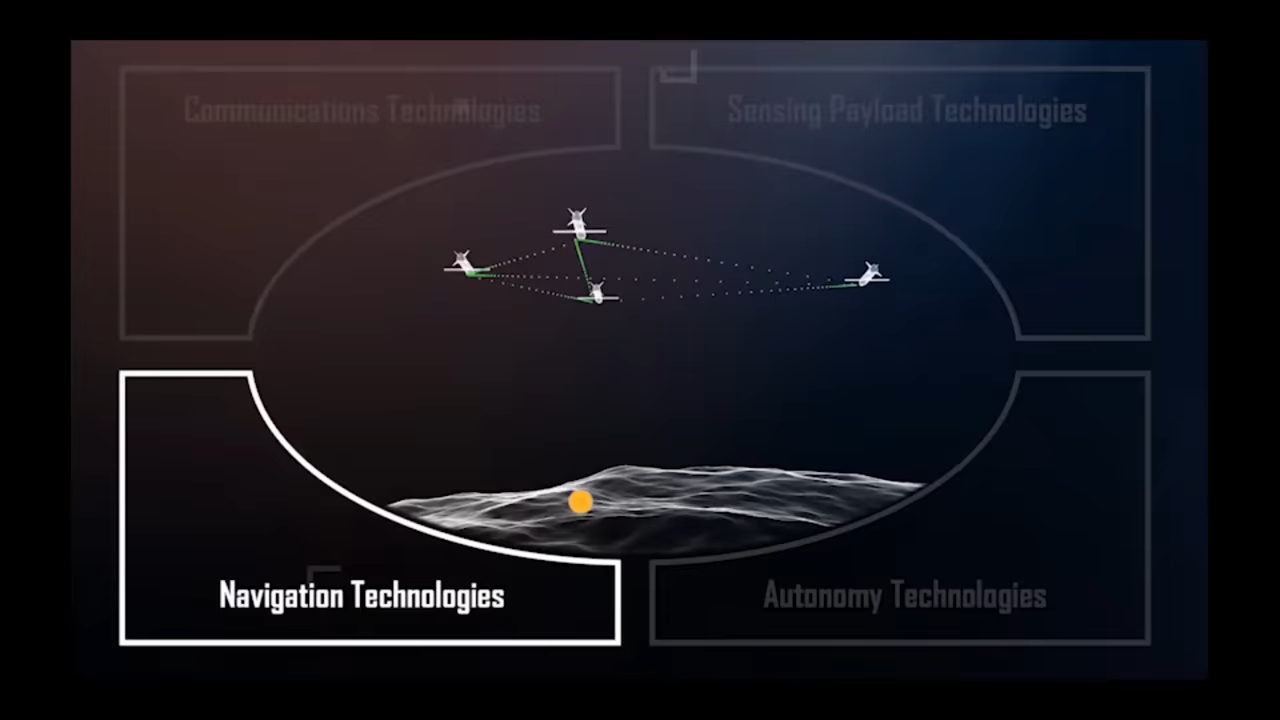 Communications Technologies
Sensing Payload Technologies
Navigation Technologies
Autonomy Technologies